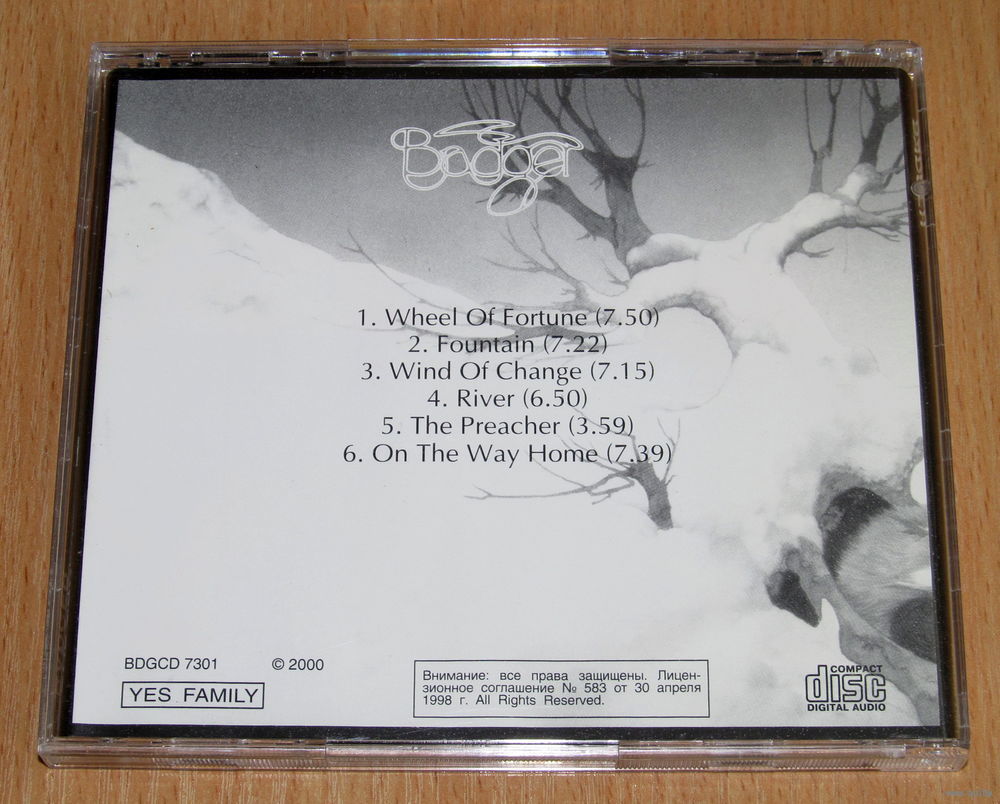 Badger
1. Wheel Of Fortune (7.50)
2. Fountain (7.22)
3. Wind Of Change (7.15)
4. River (6.50)
5. The Preacher (3.59)
6. On The Way Home (7.39)
BDGCD 7301 © 2000
YES FAMILY
Внимание: все права защищены. Лицен-
зионное соглашение № 583 от 30 апреля
1998 г. All Rights Reserved.
COMPACT
disc
DIGITAL AUDIO